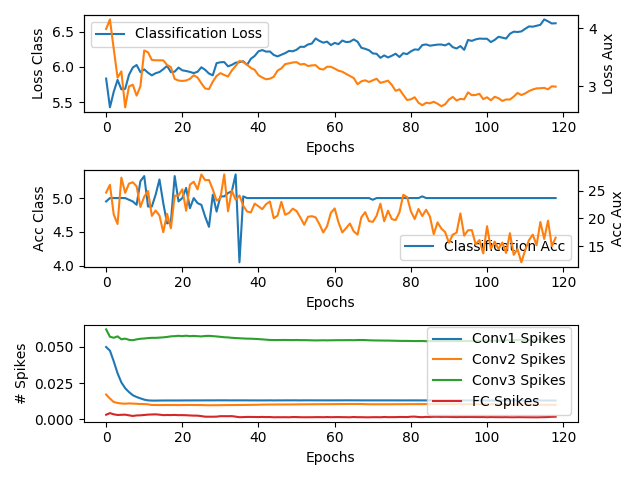 Classification Loss
Loss Class
Loss Aux
6.5
6.0
5.5
4
3
0 20 40 60 80 100 120
Epochs
Classification Acc
Acc Class
Acc Aux
5.0
4.5
4.0
25
20
15
0 20 40 60 80 100 120
Epochs
Conv1 Spikes
Conv2 Spikes
Conv3 Spikes
FC Spikes
# Spikes
0.050
0.025
0.000
0 20 40 60 80 100 120
Epochs